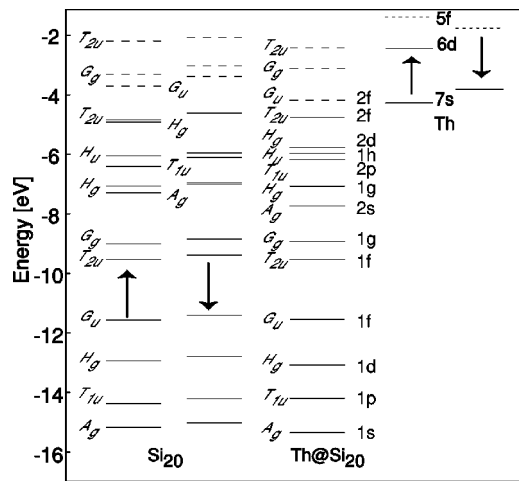 Energy [eV]
-2
-4
-6
-8
-10
-12
-14
-16
T2u
Gg
Gu
T2u
Hg
Hu
T1u
Hg
Ag
Gg
T2u
Gu
Hg
T1u
Ag
Si20
T2u
Gg
Gu 2f
T2u 2f
Hg 2d
Hu 1h
T1u 2p
Hg 1g
Ag 2s
Gg 1g
T2u 1f
Gu 1f
Hg 1d
T1u 1p
Ag 1s
Th@Si20
5f
6d
7s
Th